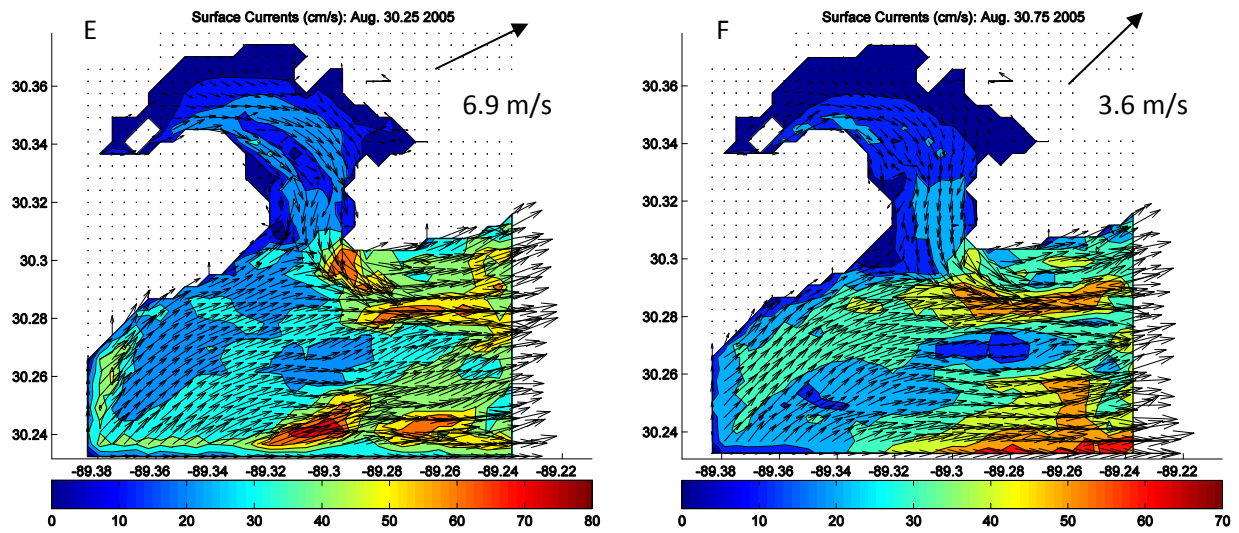 Surface Currents (cm/s): Aug. 30.25 2005
E
6.9 m/s
30.36
30.34
30.32
30.3
30.28
30.26
30.24
-89.38 -89.36 -89.34 -89.32 -89.3 -89.28 -89.26 -89.24 -89.22
0 10 20 30 40 50 60 70 80
Surface Currents (cm/s): Aug. 30.75 2005
F
3.6 m/s
30.36
30.34
30.32
30.3
30.28
30.26
30.24
-89.38 -89.36 -89.34 -89.32 -89.3 -89.28 -89.26 -89.24 -89.22
0 10 20 30 40 50 60 70